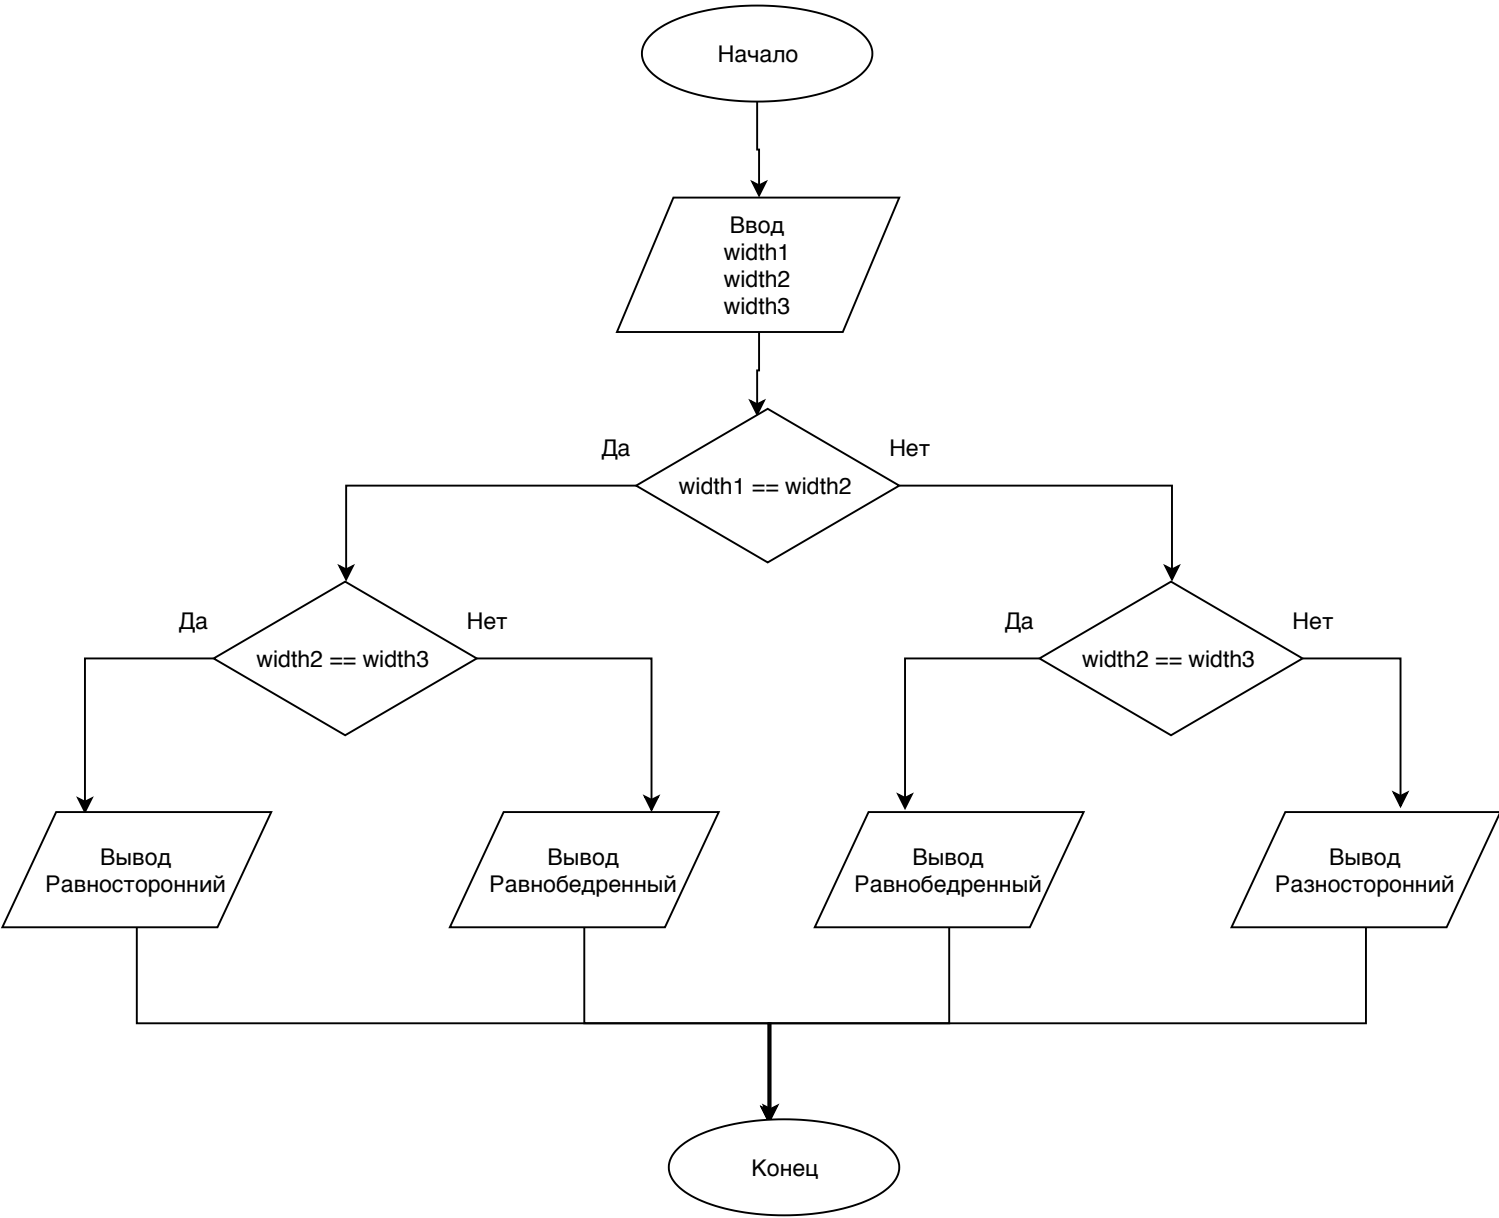 Начало
Ввод
width1
width2
width3
Да
Нет
width1 == width2
Да
Нет
Да
Нет
width2 == width3
width2 == width3
Вывод
Равносторонний
Вывод
Равнобедренный
Вывод
Равнобедренный
Вывод
Разносторонний
Конец